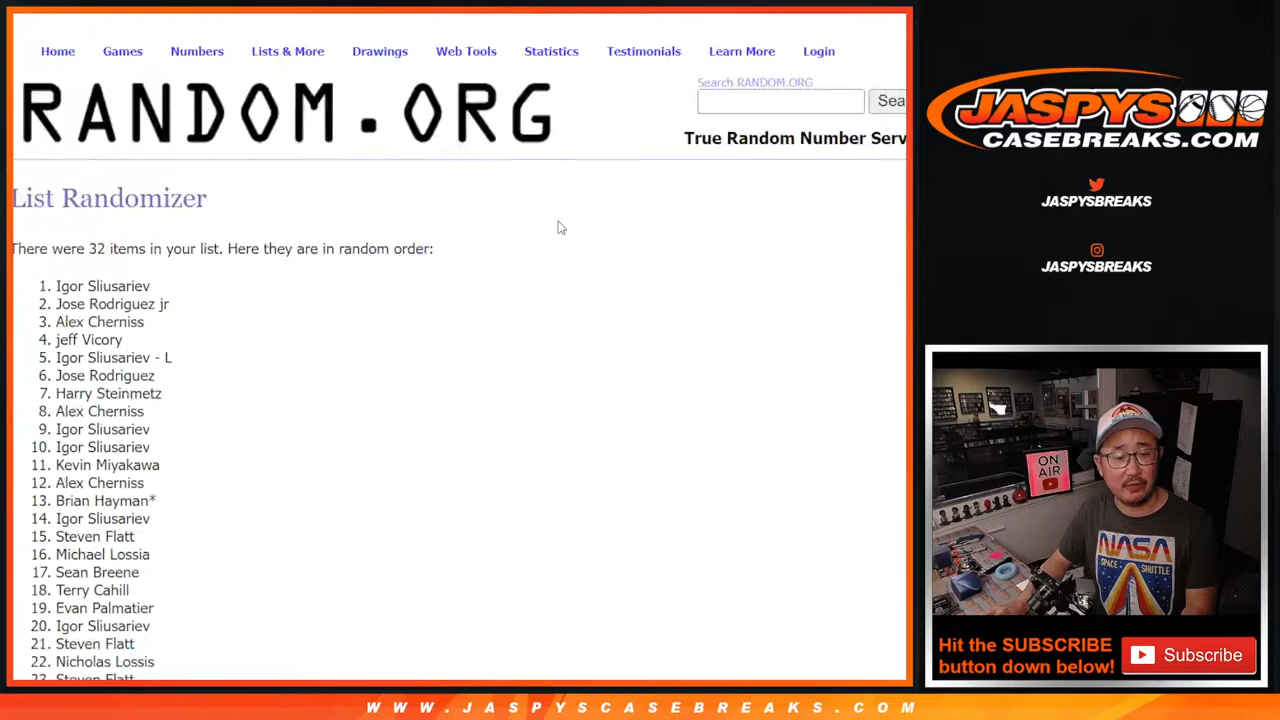 Home Games Numbers Lists & More Drawings Web Tools Statistics Testimonials Learn More Login
RANDOM.ORG
Search RANDOM.ORG
Sea
True Random Number Serv
List Randomizer
There were 32 items in your list. Here they are in random order:
1. Igor Sliusariev
2. Jose Rodriguez jr
3. Alex Cherniss
4. jeff Vicory
5. Igor Sliusariev - L
6. Jose Rodriguez
7. Harry Steinmetz
8. Alex Cherniss
9. Igor Sliusariev
10. Igor Sliusariev
11. Kevin Miyakawa
12. Alex Cherniss
13. Brian Hayman*
14. Igor Sliusariev
15. Steven Flatt
16. Michael Lossia
17. Sean Breene
18. Terry Cahill
19. Evan Palmatier
20. Igor Sliusariev
21. Steven Flatt
22. Nicholas Lossis
23. Steven Flatt
JASPYS
CASEBREAKS.COM
JASPYSBREAKS
JASPYSBREAKS
ON
AIR
NASA
SPACE SHUTTLE
Hit the SUBSCRIBE
button down below!
Subscribe
WWW.JASPYSCASEBREAKS.COM